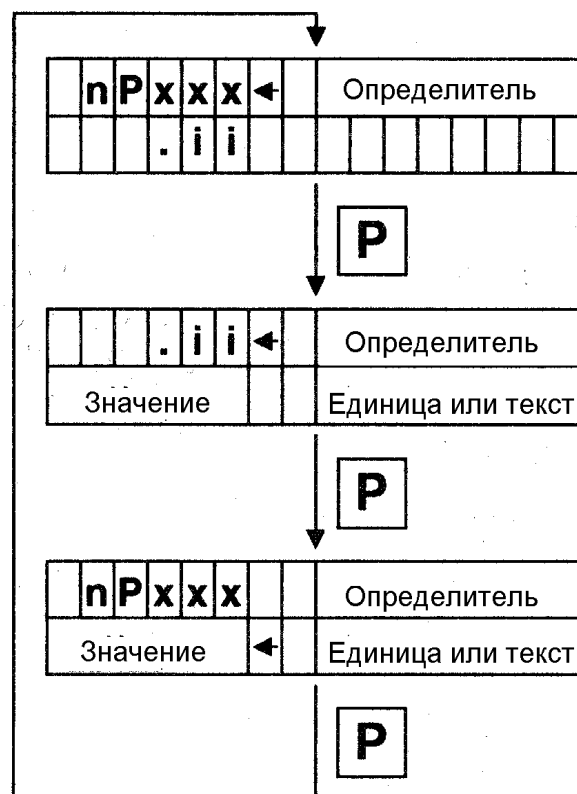 nPxxx ← Определитель
.ii
P
.ii ← Определитель
Значение Единица или текст
P
nPxxx Определитель
Значение ← Единица или текст
P